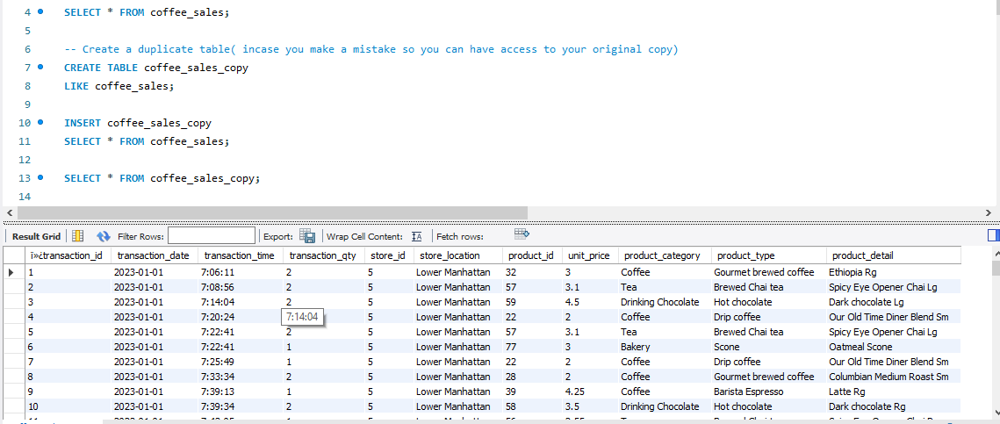 4 SELECT * FROM coffee_sales;
5
6 -- Create a duplicate table( incase you make a mistake so you can have access to your original copy)
7 CREATE TABLE coffee_sales_copy
8 LIKE coffee_sales;
9
10 INSERT coffee_sales_copy
11 SELECT * FROM coffee_sales;
12
13 SELECT * FROM coffee_sales_copy;
14
Result Grid Filter Rows: Export: Wrap Cell Content: IA Fetch rows:
ï»¿transaction_id transaction_date transaction_time transaction_qty store_id store_location product_id unit_price product_category product_type product_detail
1 2023-01-01 7:06:11 2 5 Lower Manhattan 32 3 Coffee Gourmet brewed coffee Ethiopia Rg
2 2023-01-01 7:08:56 2 5 Lower Manhattan 57 3.1 Tea Brewed Chai tea Spicy Eye Opener Chai Lg
3 2023-01-01 7:14:04 2 5 Lower Manhattan 59 4.5 Drinking Chocolate Hot chocolate Dark chocolate Lg
4 2023-01-01 7:20:24 7:14:04 5 Lower Manhattan 22 2 Coffee Drip coffee Our Old Time Diner Blend Sm
5 2023-01-01 7:22:41 2 5 Lower Manhattan 57 3.1 Tea Brewed Chai tea Spicy Eye Opener Chai Lg
6 2023-01-01 7:22:41 1 5 Lower Manhattan 77 3 Bakery Scone Oatmeal Scone
7 2023-01-01 7:25:49 1 5 Lower Manhattan 22 2 Coffee Drip coffee Our Old Time Diner Blend Sm
8 2023-01-01 7:33:34 2 5 Lower Manhattan 28 2 Coffee Gourmet brewed coffee Columbian Medium Roast Sm
9 2023-01-01 7:39:13 1 5 Lower Manhattan 39 4.25 Coffee Barista Espresso Latte Rg
10 2023-01-01 7:39:34 2 5 Lower Manhattan 58 3.5 Drinking Chocolate Hot chocolate Dark chocolate Rg